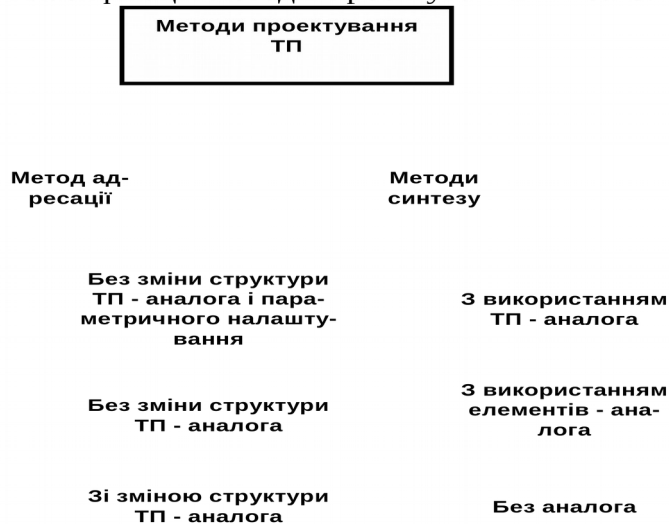 Методи проектування
ТП
Метод ад-
ресації
Методи
синтезу
Без зміни структури
ТП - аналога і пара-
метричного налашту-
вання
З використанням
ТП - аналога
Без зміни структури
ТП - аналога
З використанням
елементів - ана-
лога
Зі зміною структури
ТП - аналога
Без аналога